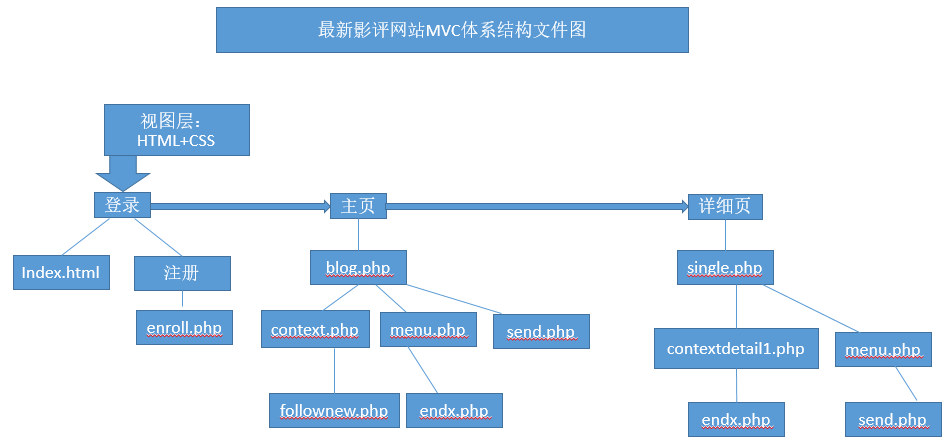 最新影评网站MVC体系结构文件图
视图层：
HTML+CSS
登录
主页
详细页
Index.html
注册
blog.php
single.php
enroll.php
context.php
menu.php
send.php
contextdetail1.php
menu.php
follownew.php
endx.php
endx.php
send.php